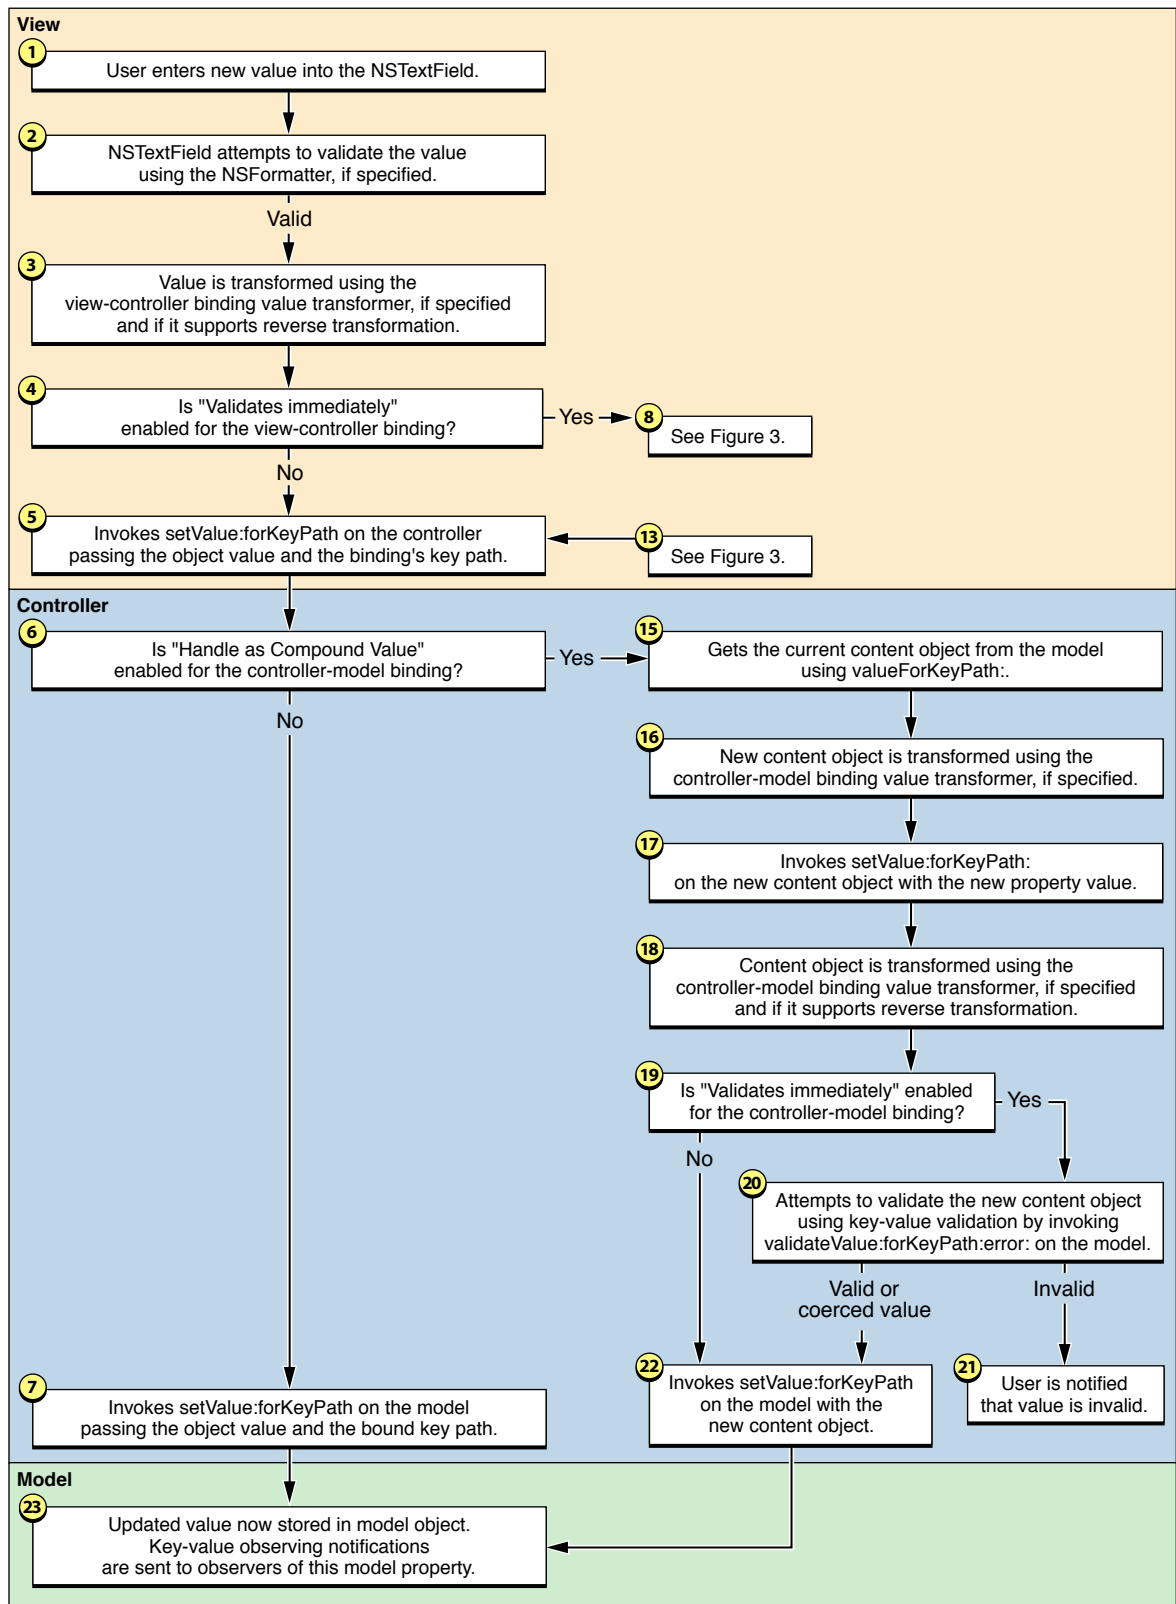 View
1
User enters new value into the NSTextField.
2
NSTextField attempts to validate the value
using the NSFormatter, if specified.
Valid
3
Value is transformed using the
view-controller binding value transformer, if specified
and if it supports reverse transformation.
4
Is "Validates immediately"
enabled for the view-controller binding?
Yes
8
See Figure 3.
No
5
Invokes setValue:forKeyPath on the controller
passing the object value and the binding's key path.
13
See Figure 3.
Controller
6
Is "Handle as Compound Value"
enabled for the controller-model binding?
Yes
15
Gets the current content object from the model
using valueForKeyPath:.
No
16
New content object is transformed using the
controller-model binding value transformer, if specified.
17
Invokes setValue:forKeyPath:
on the new content object with the new property value.
18
Content object is transformed using the
controller-model binding value transformer, if specified
and if it supports reverse transformation.
19
Is "Validates immediately" enabled
for the controller-model binding?
Yes
No
20
Attempts to validate the new content object
using key-value validation by invoking
validateValue:forKeyPath:error: on the model.
Valid or
coerced value
Invalid
22
Invokes setValue:forKeyPath
on the model with the
new content object.
21
User is notified
that value is invalid.
7
Invokes setValue:forKeyPath on the model
passing the object value and the bound key path.
Model
23
Updated value now stored in model object.
Key-value observing notifications
are sent to observers of this model property.